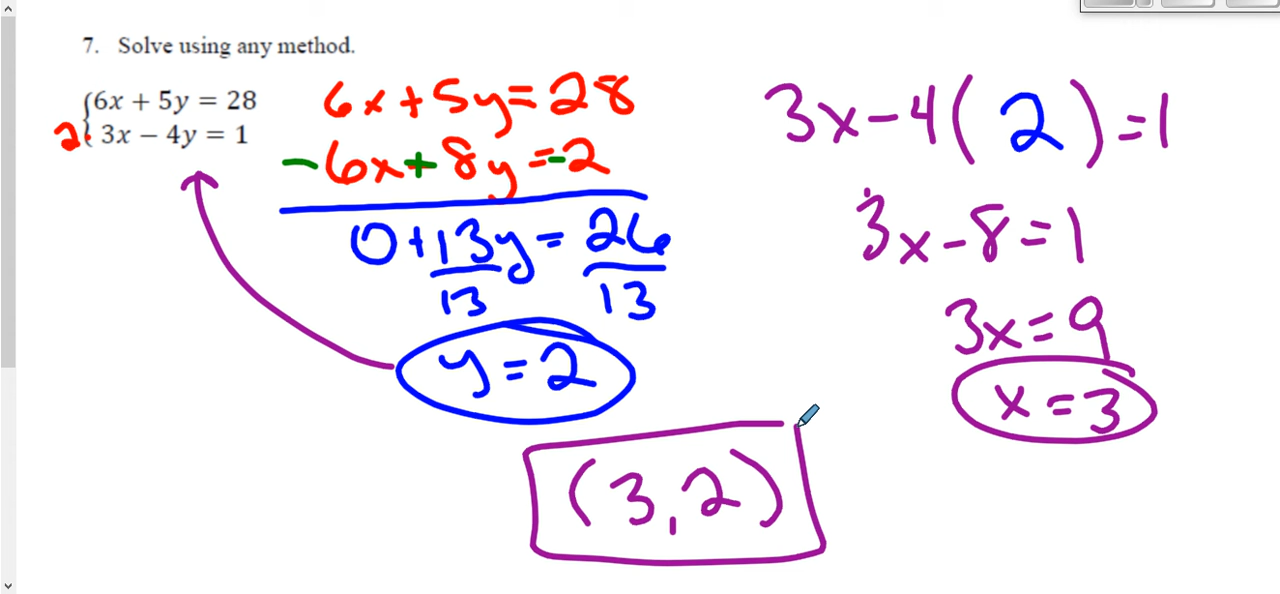 7. Solve using any method.
{6x + 5y = 28
2{ 3x − 4y = 1
6x+5y=28
-6x+8y=-2
0+13y=26
13 13
y=2
3x-4(2)=1
3x-8=1
3x=9
x=3
(3,2)